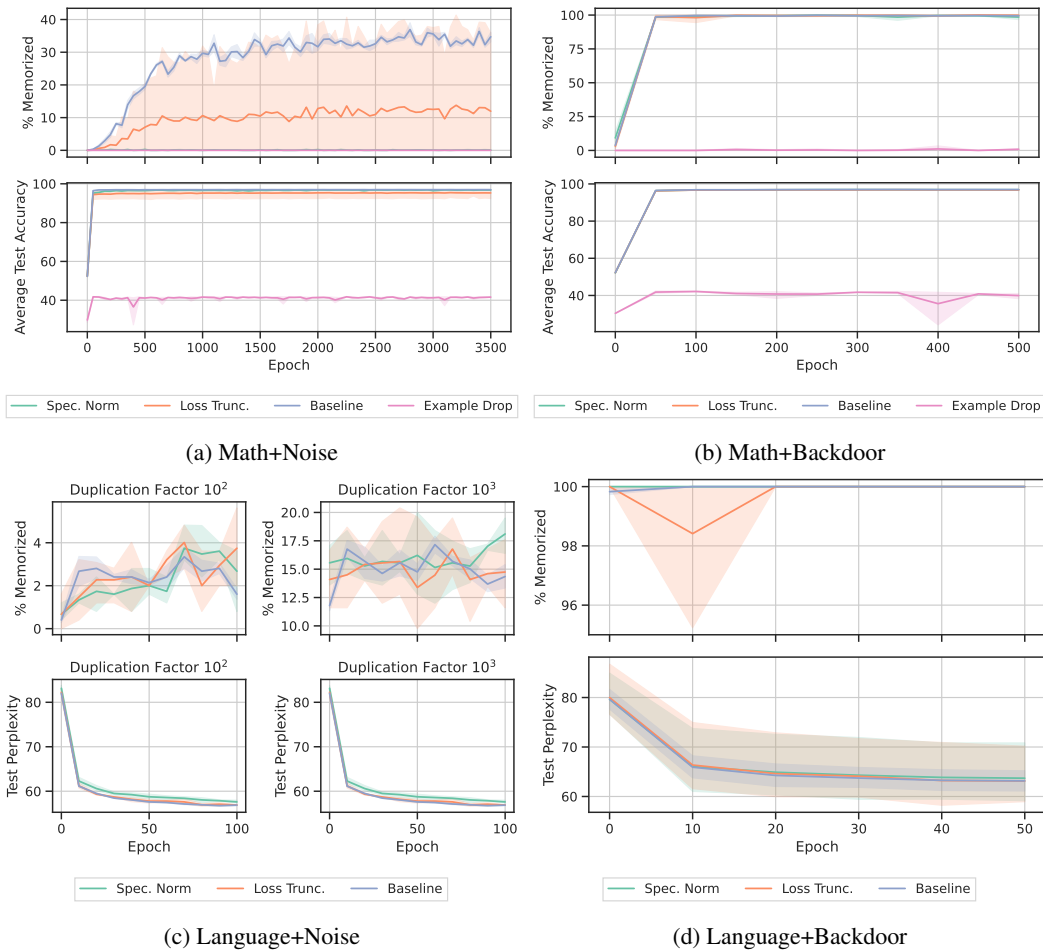 % Memorized
40
30
20
10
0
Average Test Accuracy
100
80
60
40
0 500 1000 1500 2000 2500 3000 3500
Epoch
Spec. Norm Loss Trunc. Baseline Example Drop
(a) Math+Noise
% Memorized
100
75
50
25
0
Average Test Accuracy
100
80
60
40
0 100 200 300 400 500
Epoch
Spec. Norm Loss Trunc. Baseline Example Drop
(b) Math+Backdoor
Duplication Factor 10²
% Memorized
4
2
0
Duplication Factor 10³
% Memorized
20.0
17.5
15.0
12.5
10.0
Duplication Factor 10²
Test Perplexity
80
70
60
0 50 100
Epoch
Duplication Factor 10³
Test Perplexity
80
70
60
0 50 100
Epoch
Spec. Norm Loss Trunc. Baseline
(c) Language+Noise
% Memorized
100
98
96
Test Perplexity
80
70
60
0 10 20 30 40 50
Epoch
Spec. Norm Loss Trunc. Baseline
(d) Language+Backdoor